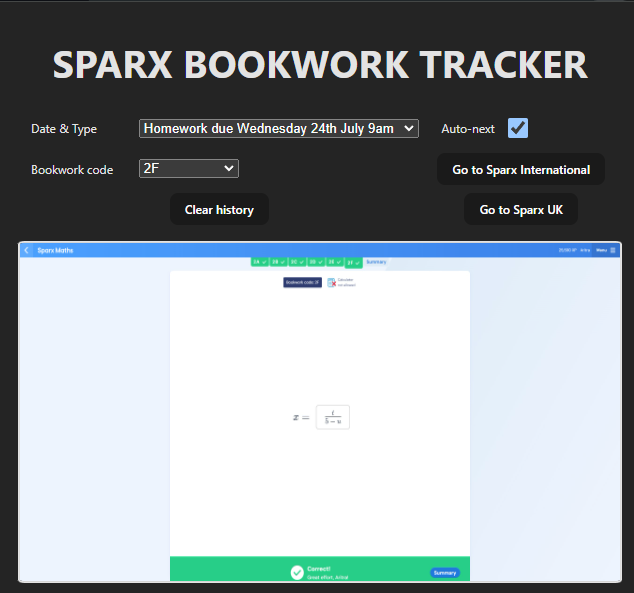 SPARX BOOKWORK TRACKER
Date & Type
Homework due Wednesday 24th July 9am
Auto-next
Bookwork code
2F
Go to Sparx International
Clear history
Go to Sparx UK
Sparx Maths
Menu
2A 2B 2C 2D 2E 2F Summary
Bookwork code: 2F
Calculator
not allowed
x = t / (5 − u)
Correct!
Good effort,
Summary